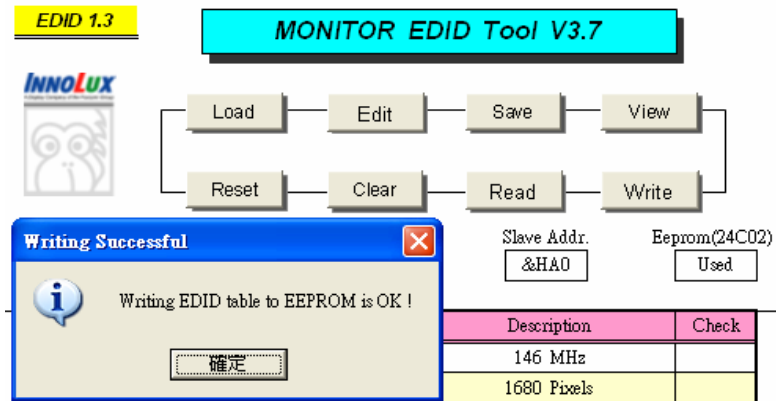 EDID 1.3
MONITOR EDID Tool V3.7
INNOLUX
Load Edit Save View
Reset Clear Read Write
Writing Successful
Writing EDID table to EEPROM is OK !
確定
Slave Addr. Eeprom(24C02)
&HA0 Used
Description Check
146 MHz
1680 Pixels